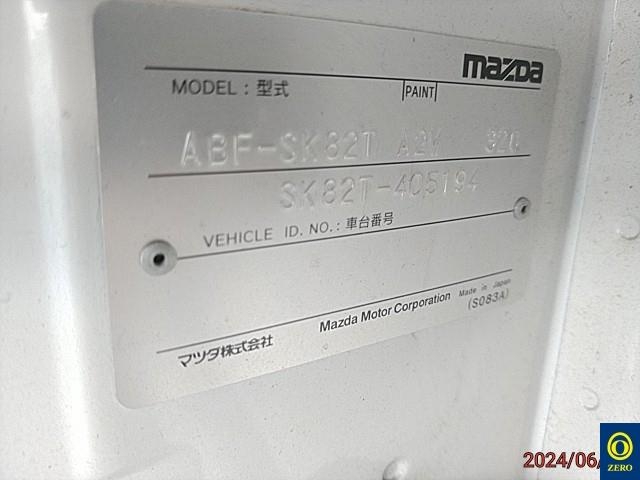 mazda
MODEL : 型式 PAINT
ABF-SK82T A2W
SK82T-405194
VEHICLE ID. NO. : 車台番号
マツダ株式会社 Mazda Motor Corporation Made in Japan
(S083A)
2024/06/
ZERO